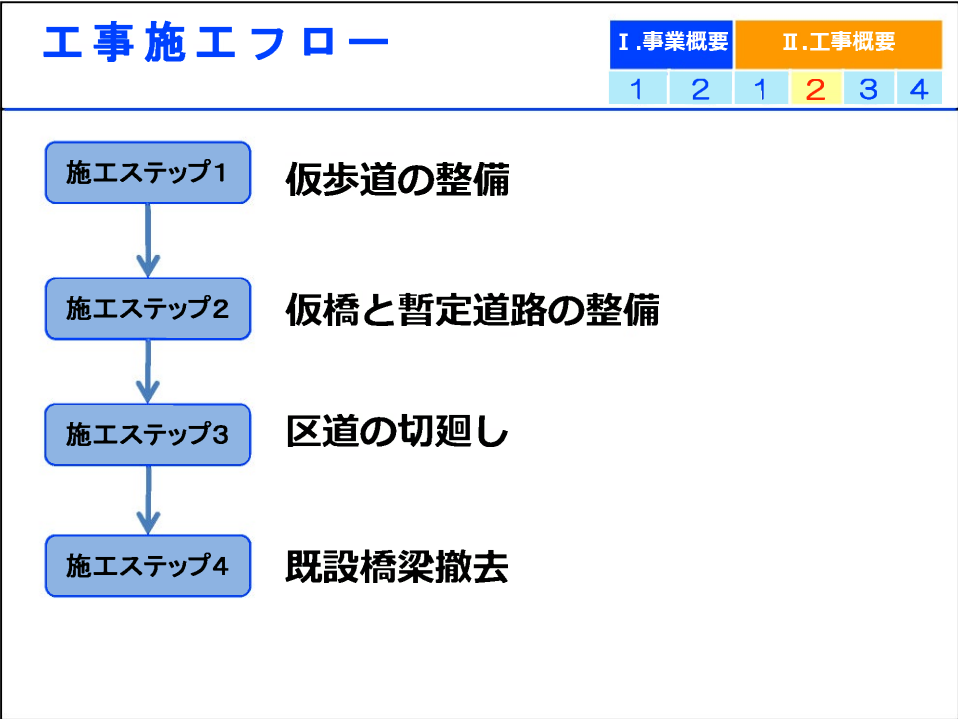 工事施工フロー
Ⅰ.事業概要 Ⅱ.工事概要
1 2 1 2 3 4
施工ステップ1 仮歩道の整備
施工ステップ2 仮橋と暫定道路の整備
施工ステップ3 区道の切廻し
施工ステップ4 既設橋梁撤去